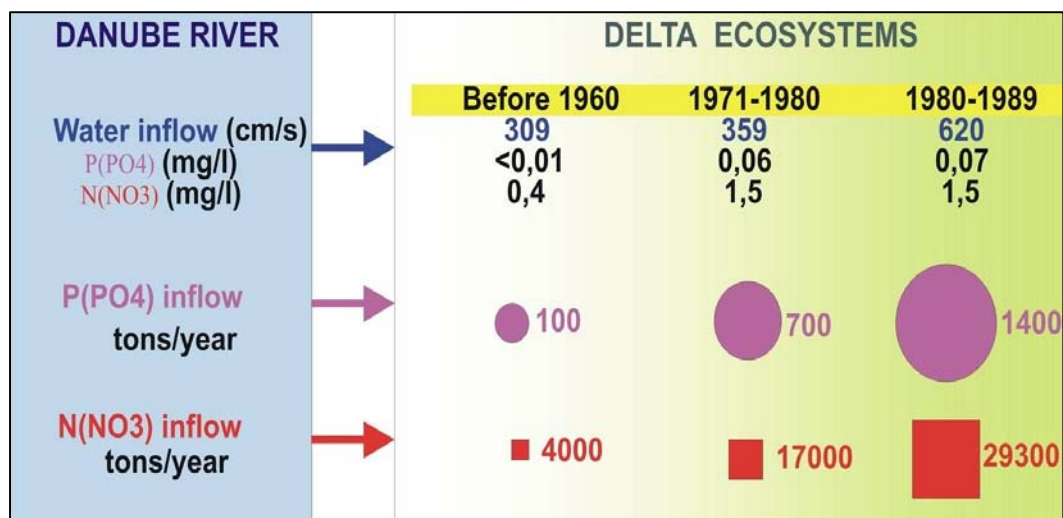 DANUBE RIVER
DELTA ECOSYSTEMS
Before 1960 1971-1980 1980-1989
Water inflow (cm/s) 309 359 620
P(PO4) (mg/l) <0,01 0,06 0,07
N(NO3) (mg/l) 0,4 1,5 1,5
P(PO4) inflow
tons/year
100 700 1400
N(NO3) inflow
tons/year
4000 17000 29300